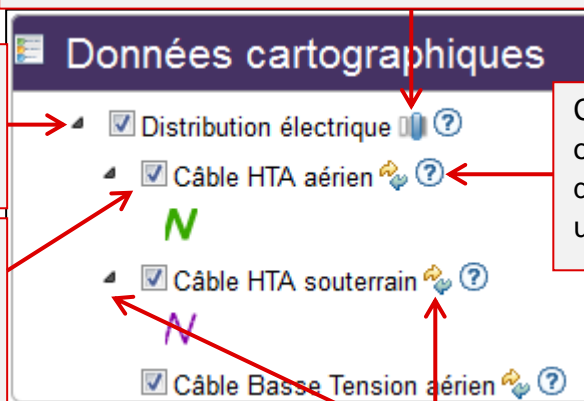 Données cartographiques
Distribution électrique
Câble HTA aérien
Câble HTA souterrain
Câble Basse Tension aérien